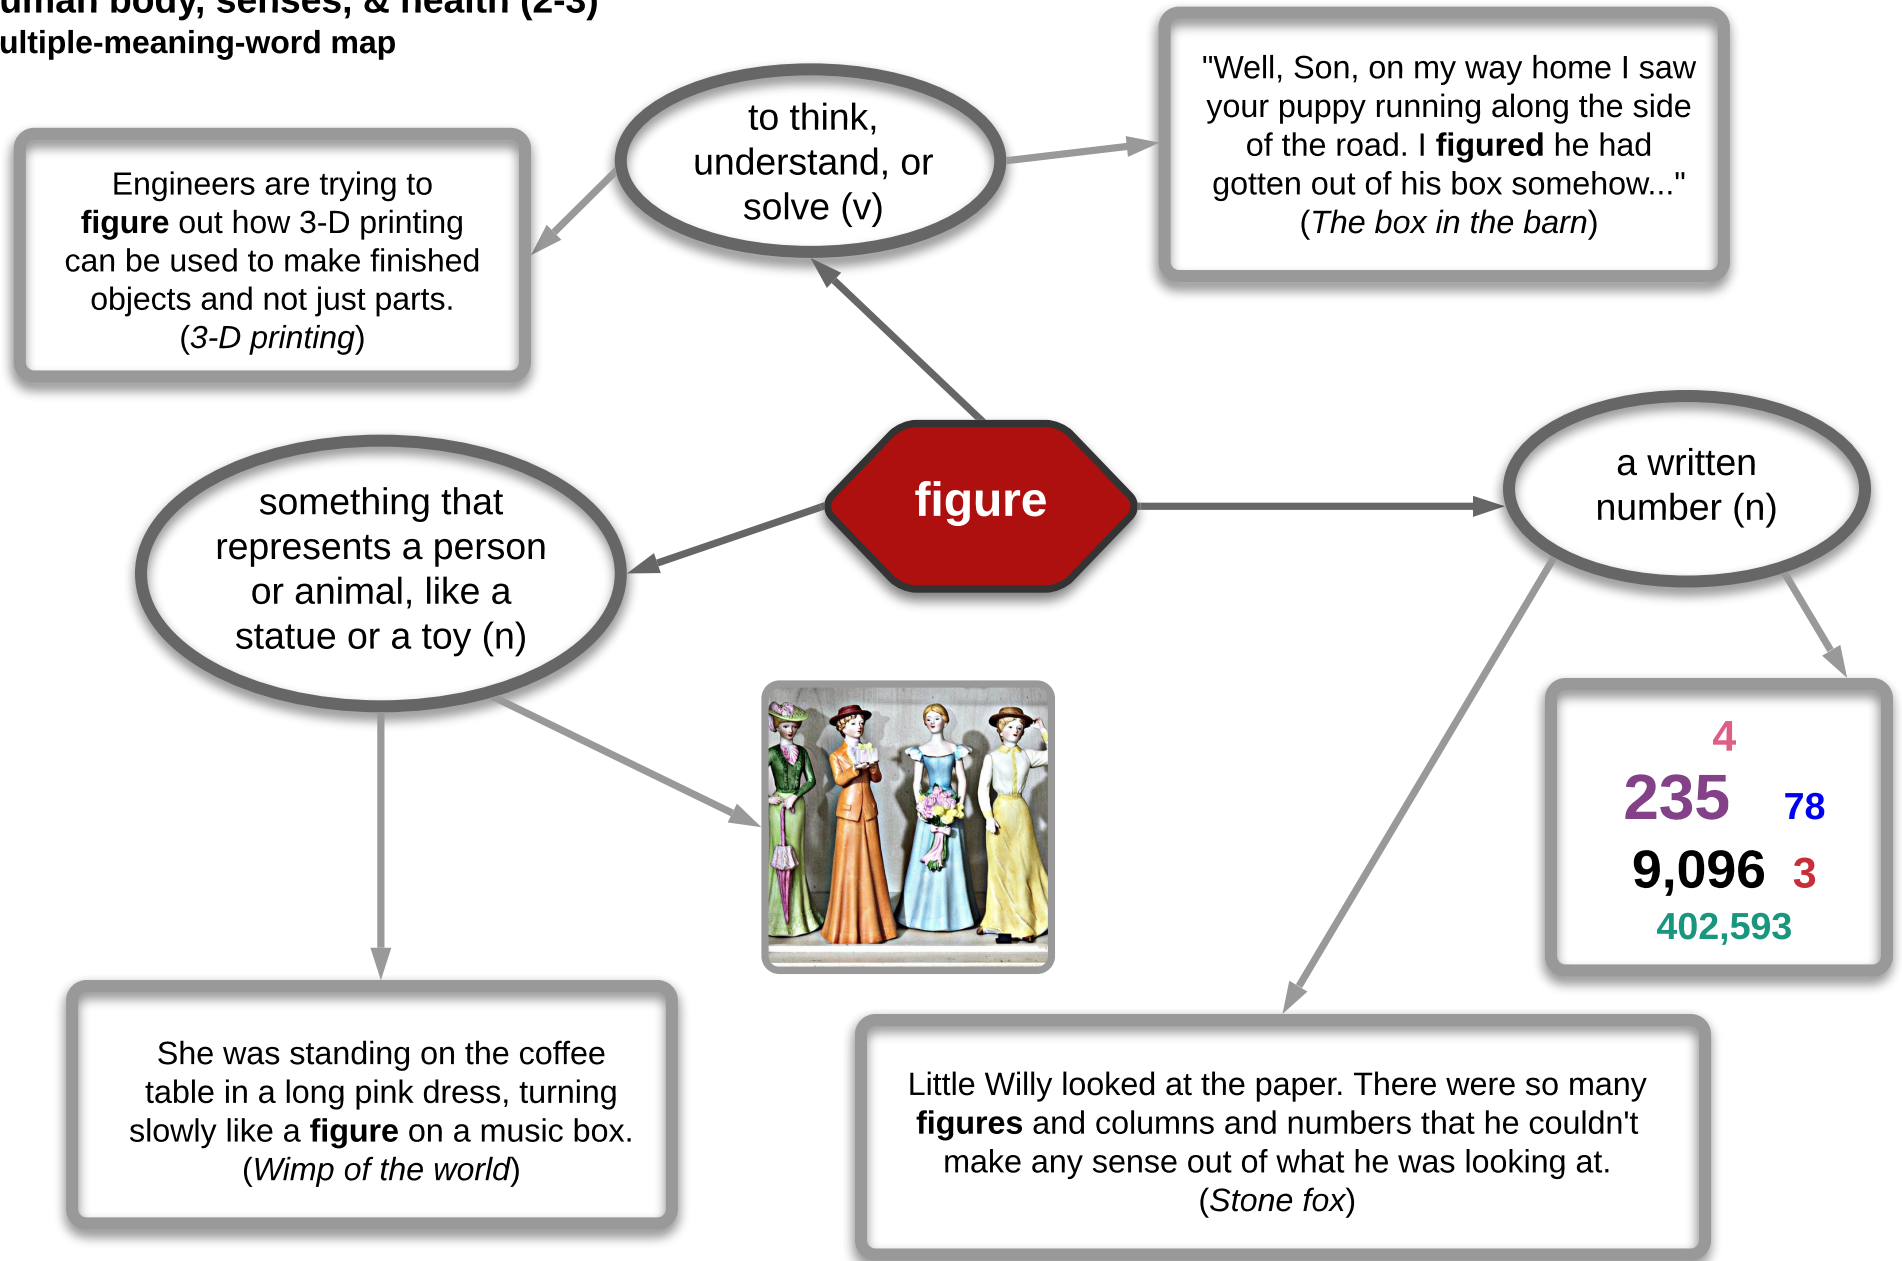 uman body, senses, & health (2-3)
ultiple-meaning-word map
to think,
understand, or
solve (v)
"Well, Son, on my way home I saw
your puppy running along the side
of the road. I figured he had
gotten out of his box somehow..."
(The box in the barn)
Engineers are trying to
figure out how 3-D printing
can be used to make finished
objects and not just parts.
(3-D printing)
figure
a written
number (n)
something that
represents a person
or animal, like a
statue or a toy (n)
4
235 78
9,096 3
402,593
She was standing on the coffee
table in a long pink dress, turning
slowly like a figure on a music box.
(Wimp of the world)
Little Willy looked at the paper. There were so many
figures and columns and numbers that he couldn't
make any sense out of what he was looking at.
(Stone fox)